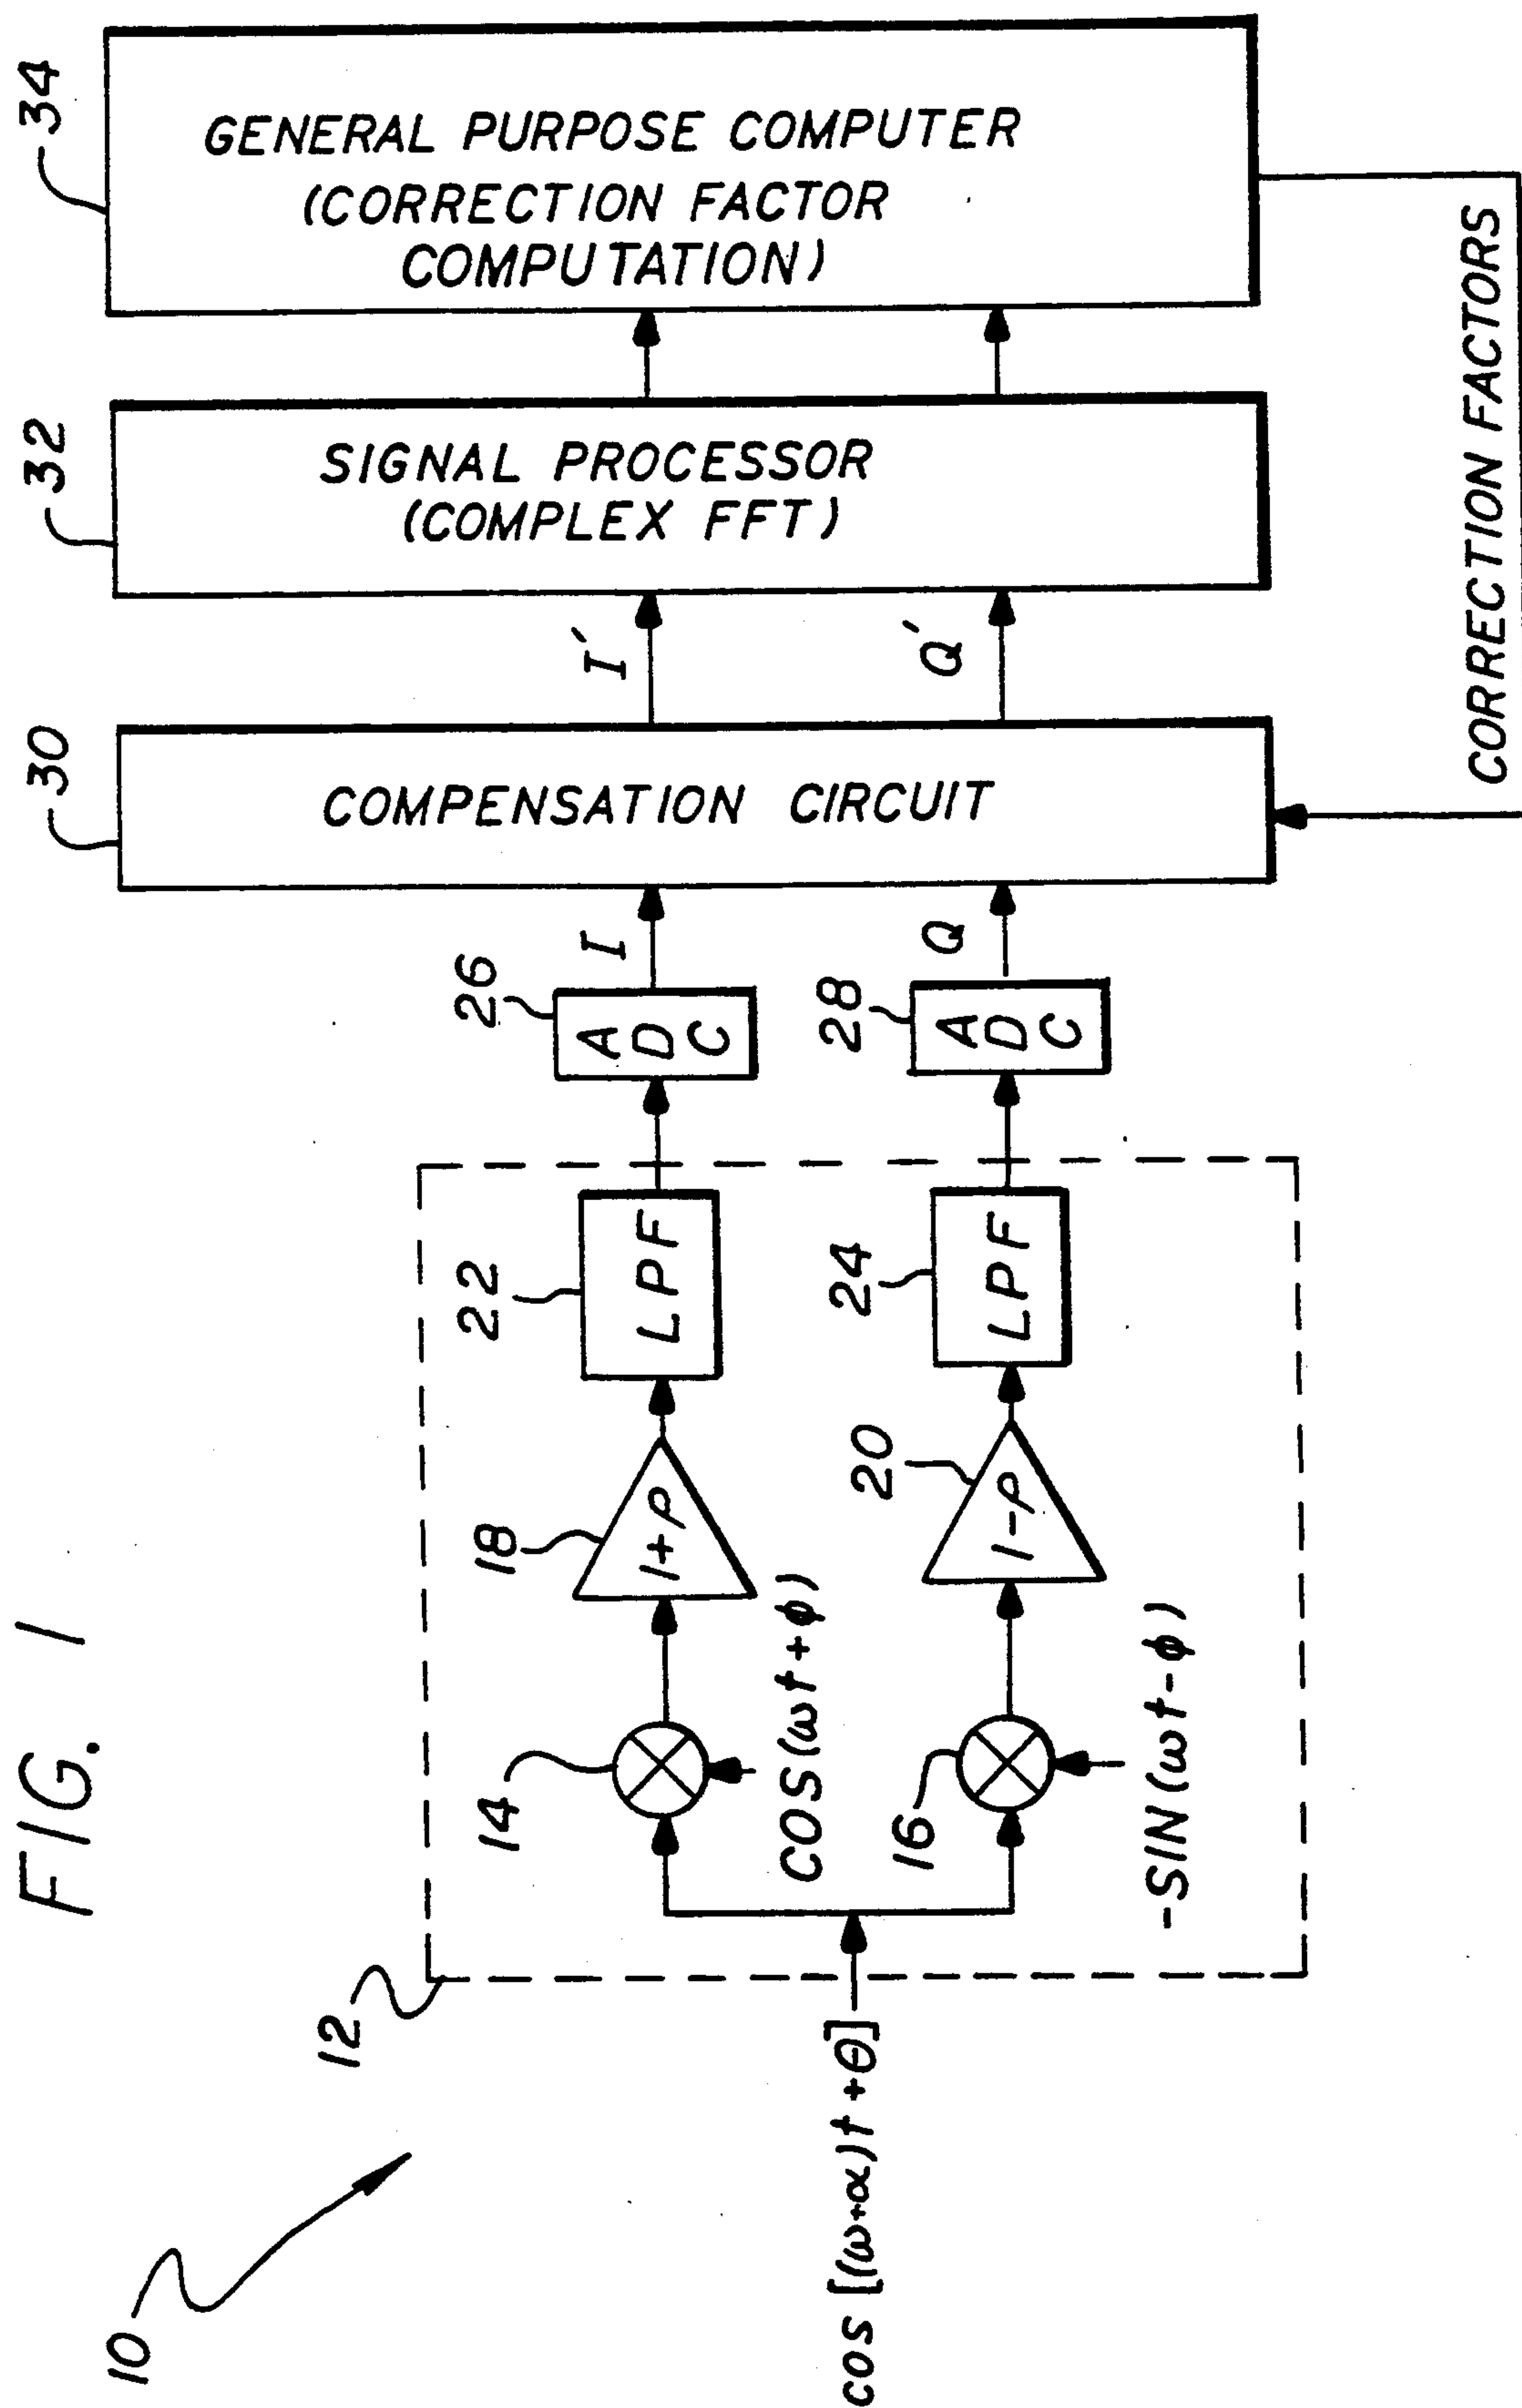 FIG. 1
10
12
cos [(ω+α)t +θ]
14
COS(ωt+φ)
16
-SIN(ωt-φ)
18
1+ρ
20
1-ρ
22
LPF
24
LPF
26
ADC
28
ADC
I
Q
30
COMPENSATION CIRCUIT
I'
Q'
32
SIGNAL PROCESSOR
(COMPLEX FFT)
34
GENERAL PURPOSE COMPUTER
(CORRECTION FACTOR
COMPUTATION)
CORRECTION FACTORS